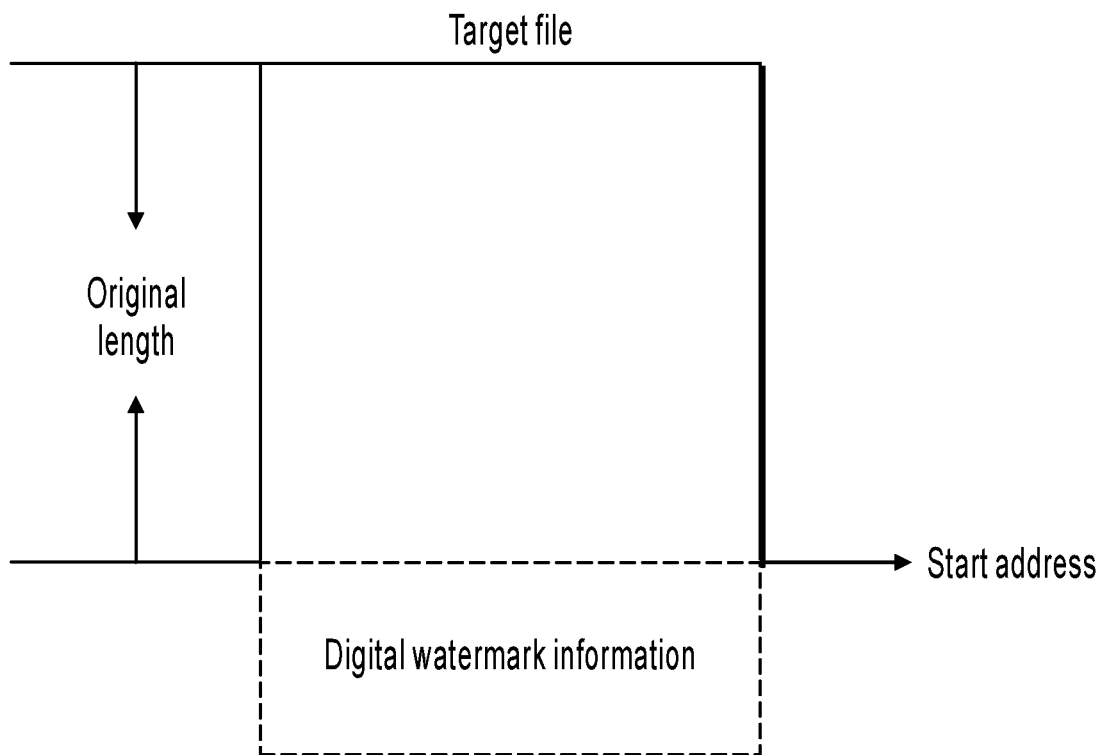 Target file
Original
length
Start address
Digital watermark information